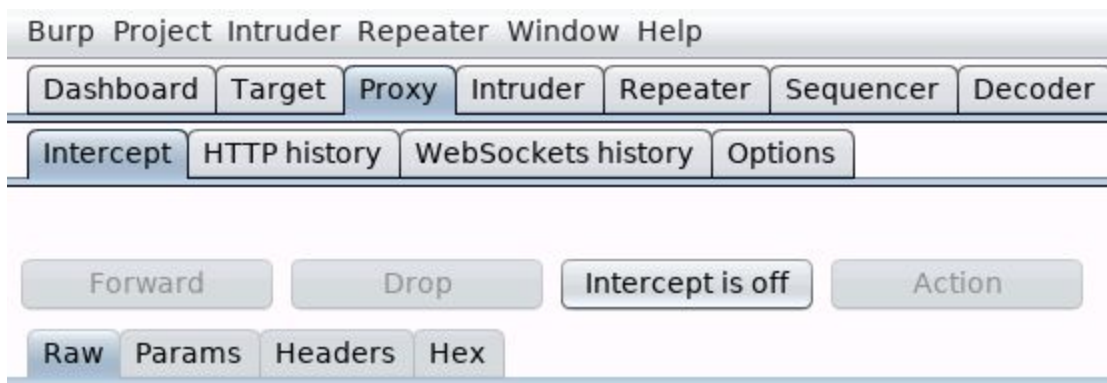 Burp Project Intruder Repeater Window Help
Dashboard Target Proxy Intruder Repeater Sequencer Decoder
Intercept HTTP history WebSockets history Options
Forward Drop Intercept is off Action
Raw Params Headers Hex